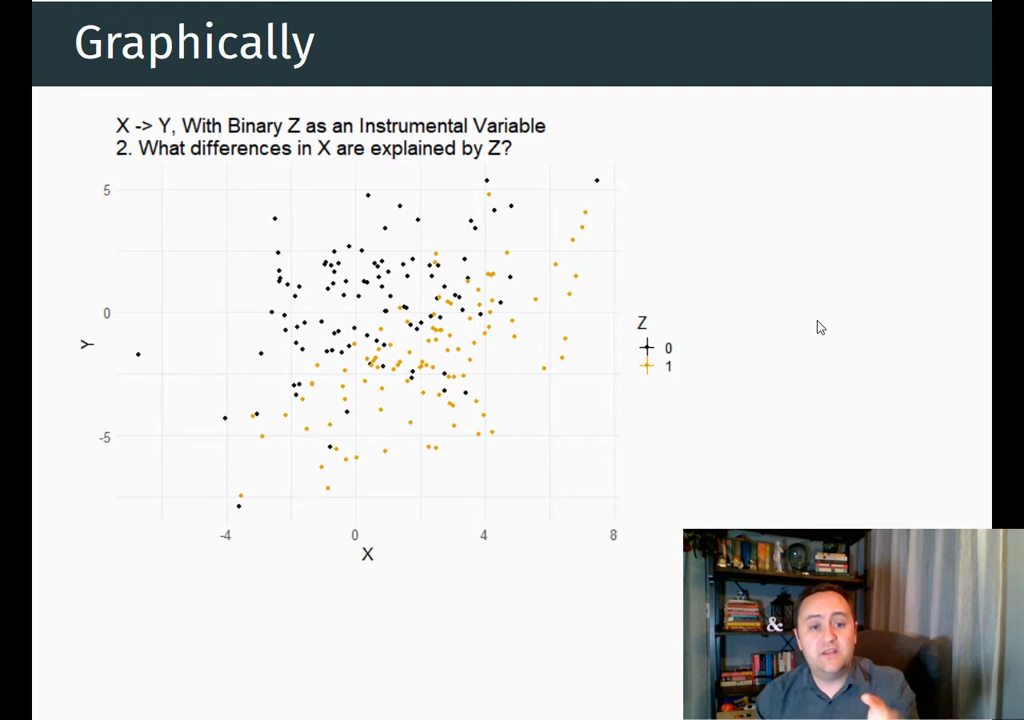 Graphically
X -> Y, With Binary Z as an Instrumental Variable
2. What differences in X are explained by Z?
5
0
-5
Y
-4 0 4 8
X
Z
0
1
&